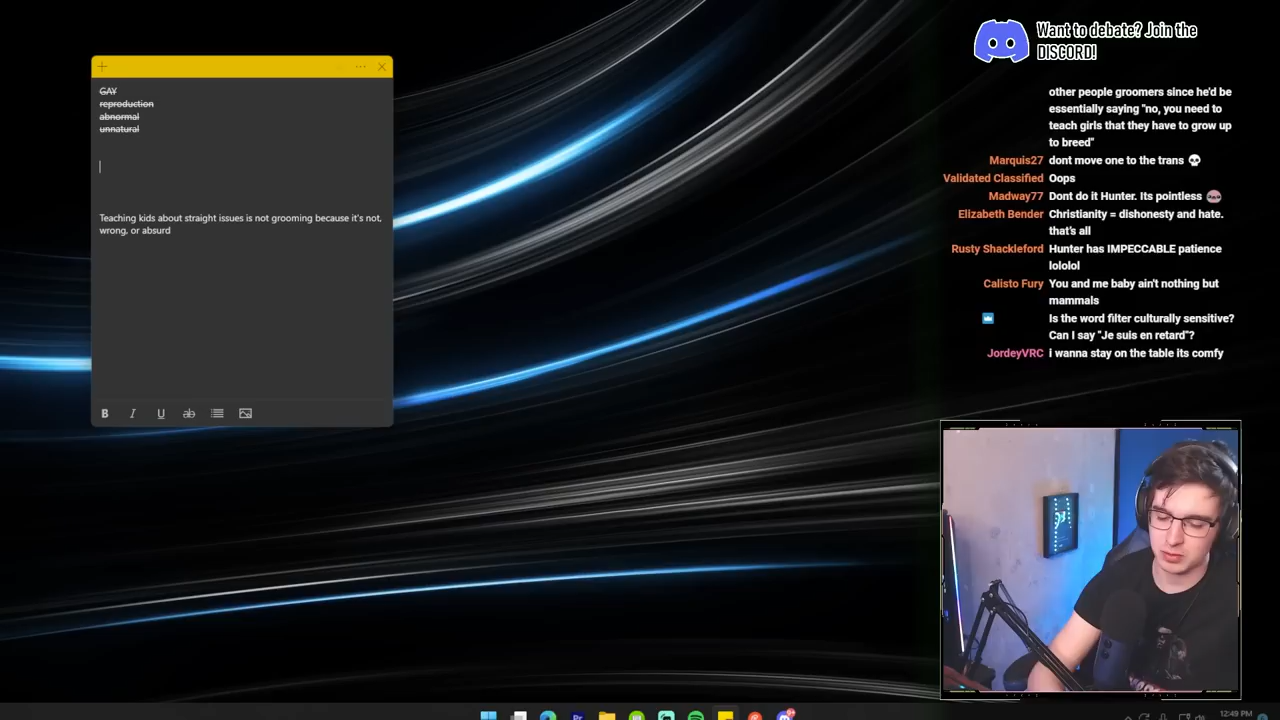 Want to debate? Join the
DISCORD!
GAY
reproduction
abnormal
unnatural
Teaching kids about straight issues is not grooming because it's not,
wrong, or absurd
B I U ab
other people groomers since he'd be
essentially saying "no, you need to
teach girls that they have to grow up
to breed"
Marquis27 dont move one to the trans 💀
Validated Classified Oops
Madway77 Dont do it Hunter. Its pointless
Elizabeth Bender Christianity = dishonesty and hate.
that's all
Rusty Shackleford Hunter has IMPECCABLE patience
lololol
Calisto Fury You and me baby ain't nothing but
mammals
Is the word filter culturally sensitive?
Can I say "Je suis en retard"?
JordeyVRC i wanna stay on the table its comfy
Pr
12:49 PM